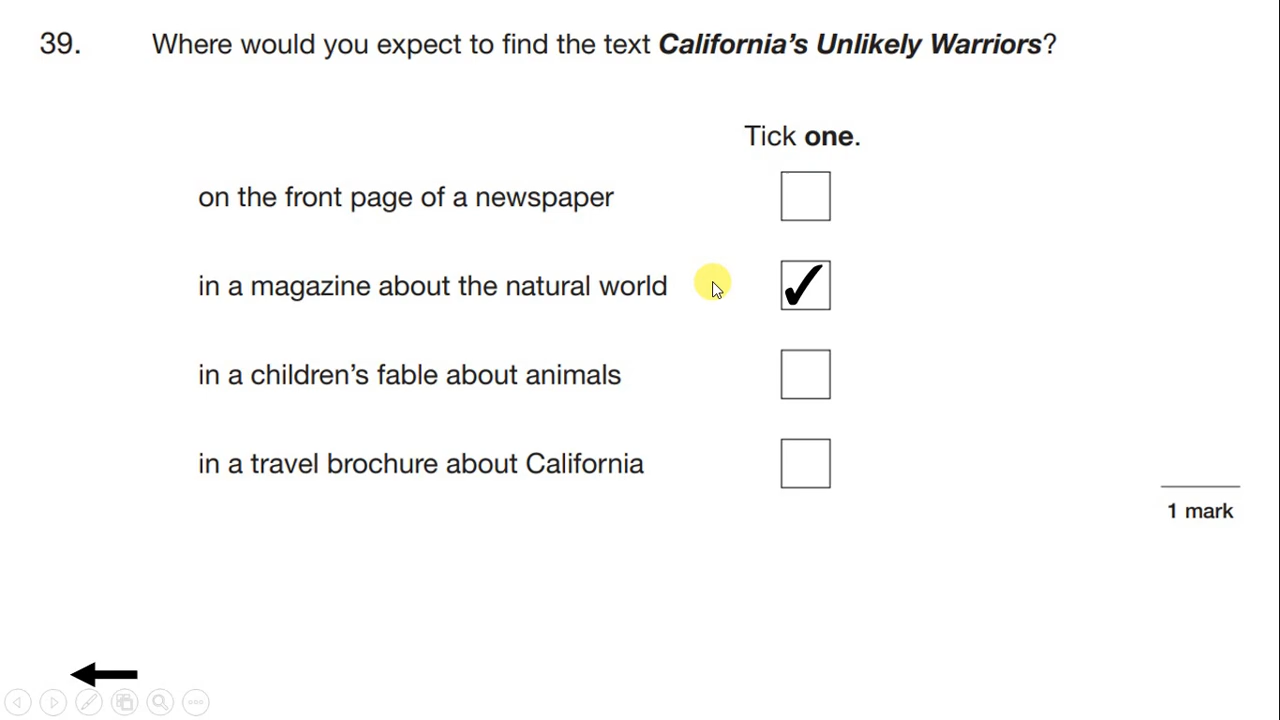 39. Where would you expect to find the text California’s Unlikely Warriors?
Tick one.
on the front page of a newspaper
in a magazine about the natural world ✓
in a children’s fable about animals
in a travel brochure about California
1 mark